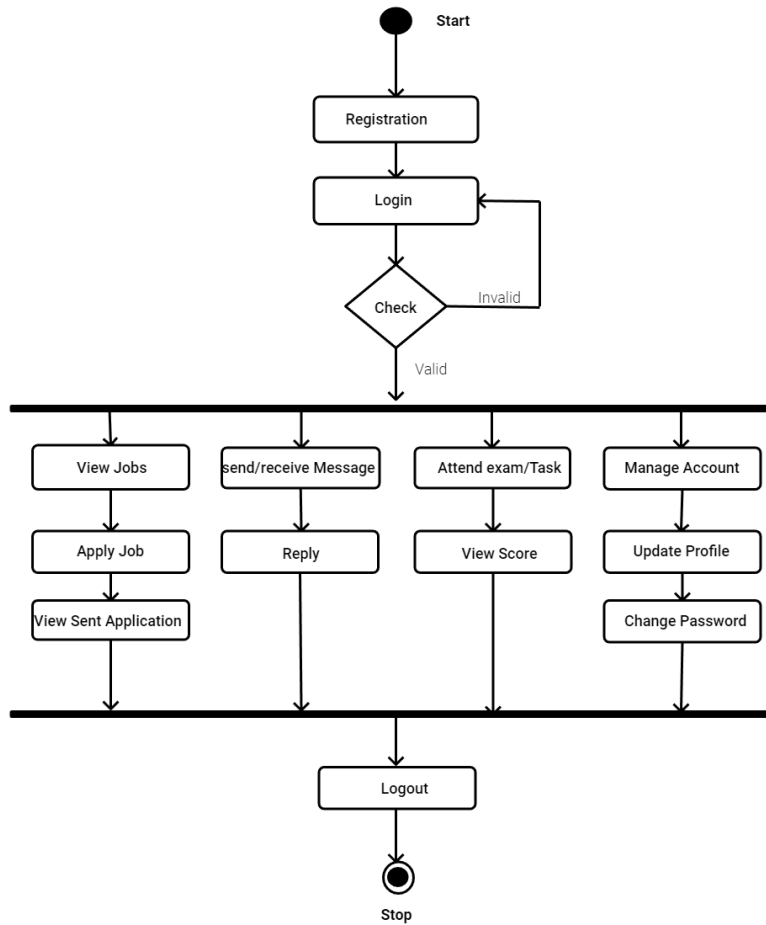 Start
Registration
Login
Check
Invalid
Valid
View Jobs
send/receive Message
Attend exam/Task
Manage Account
Apply Job
Reply
View Score
Update Profile
View Sent Application
Change Password
Logout
Stop